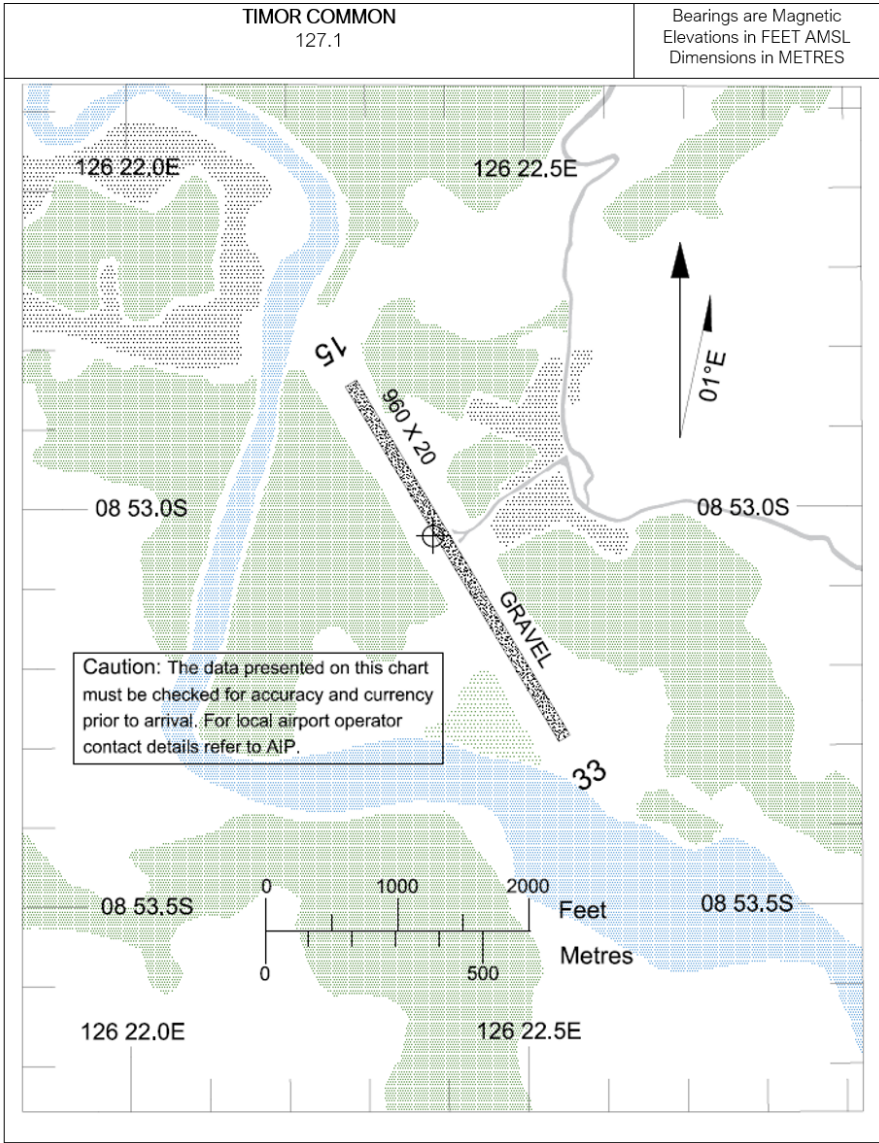 TIMOR COMMON
127.1
Bearings are Magnetic
Elevations in FEET AMSL
Dimensions in METRES
126 22.0E
126 22.5E
01°E
15
960 X 20
08 53.0S
08 53.0S
GRAVEL
Caution: The data presented on this chart
must be checked for accuracy and currency
prior to arrival. For local airport operator
contact details refer to AIP.
33
0
1000
2000
Feet
08 53.5S
08 53.5S
Metres
0
500
126 22.0E
126 22.5E